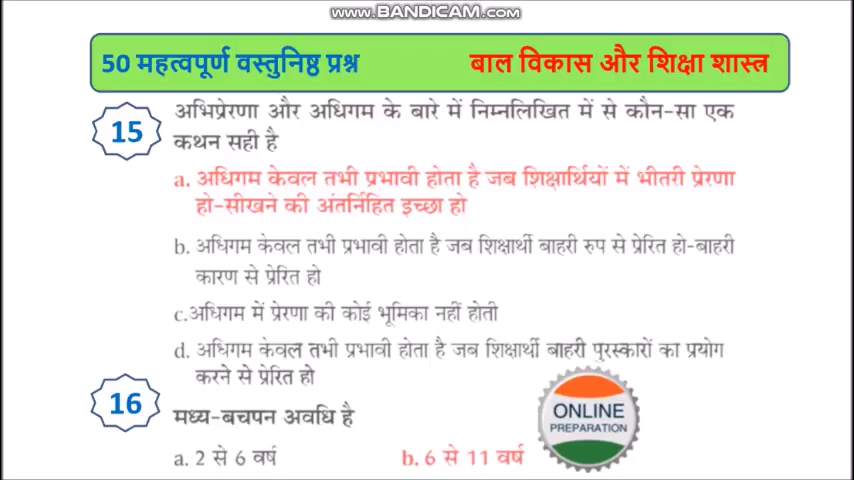 www.BANDICAM.com
50 महत्वपूर्ण वस्तुनिष्ठ प्रश्न बाल विकास और शिक्षा शास्त्र
15
अभिप्रेरणा और अधिगम के बारे में निम्नलिखित में से कौन-सा एक
कथन सही है
a. अधिगम केवल तभी प्रभावी होता है जब शिक्षार्थियों में भीतरी प्रेरणा
हो-सीखने की अंतर्निहित इच्छा हो
b. अधिगम केवल तभी प्रभावी होता है जब शिक्षार्थी बाहरी रुप से प्रेरित हो-बाहरी
कारण से प्रेरित हो
c.अधिगम में प्रेरणा की कोई भूमिका नहीं होती
d. अधिगम केवल तभी प्रभावी होता है जब शिक्षार्थी बाहरी पुरस्कारों का प्रयोग
करने से प्रेरित हो
16
मध्य-बचपन अवधि है
ONLINE
PREPARATION
a. 2 से 6 वर्ष b. 6 से 11 वर्ष